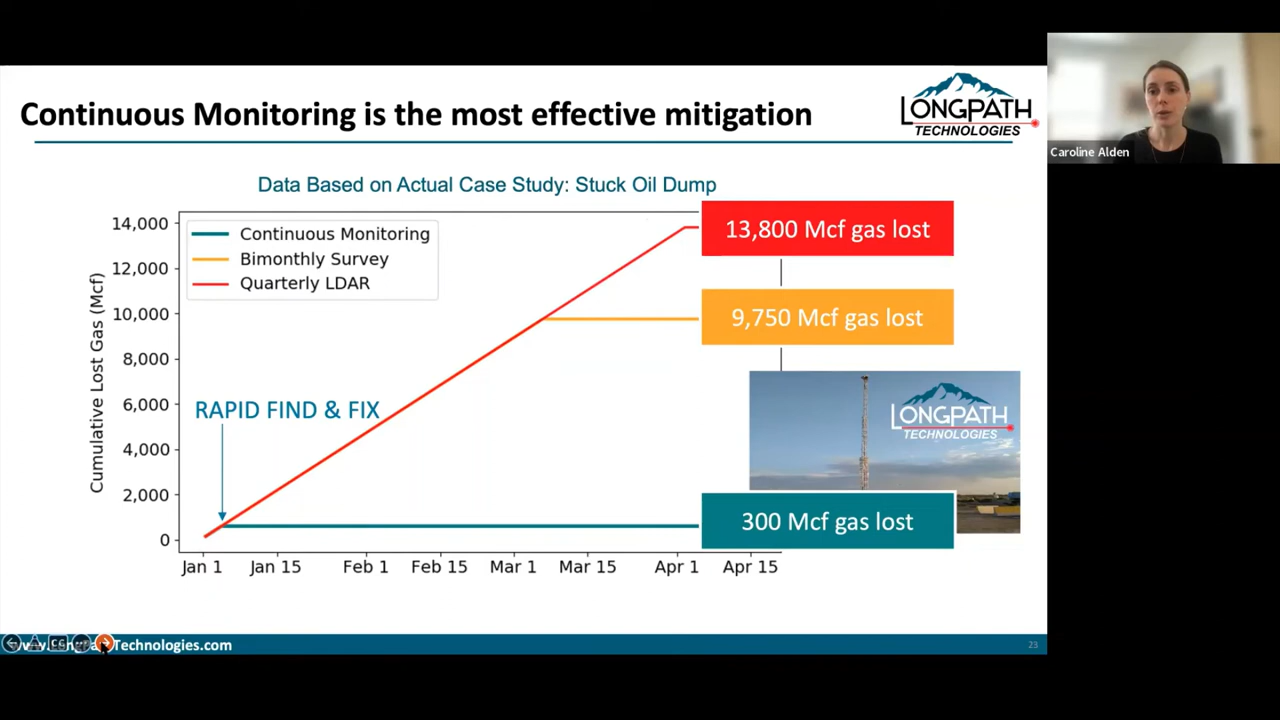 Continuous Monitoring is the most effective mitigation
LONGPATH
TECHNOLOGIES
Caroline Alden
Data Based on Actual Case Study: Stuck Oil Dump
Cumulative Lost Gas (Mcf)
14,000
12,000
10,000
8,000
6,000
4,000
2,000
0
Continuous Monitoring
Bimonthly Survey
Quarterly LDAR
13,800 Mcf gas lost
9,750 Mcf gas lost
RAPID FIND & FIX
LONGPATH
TECHNOLOGIES
300 Mcf gas lost
Jan 1
Jan 15
Feb 1
Feb 15
Mar 1
Mar 15
Apr 1
Apr 15
CC
23